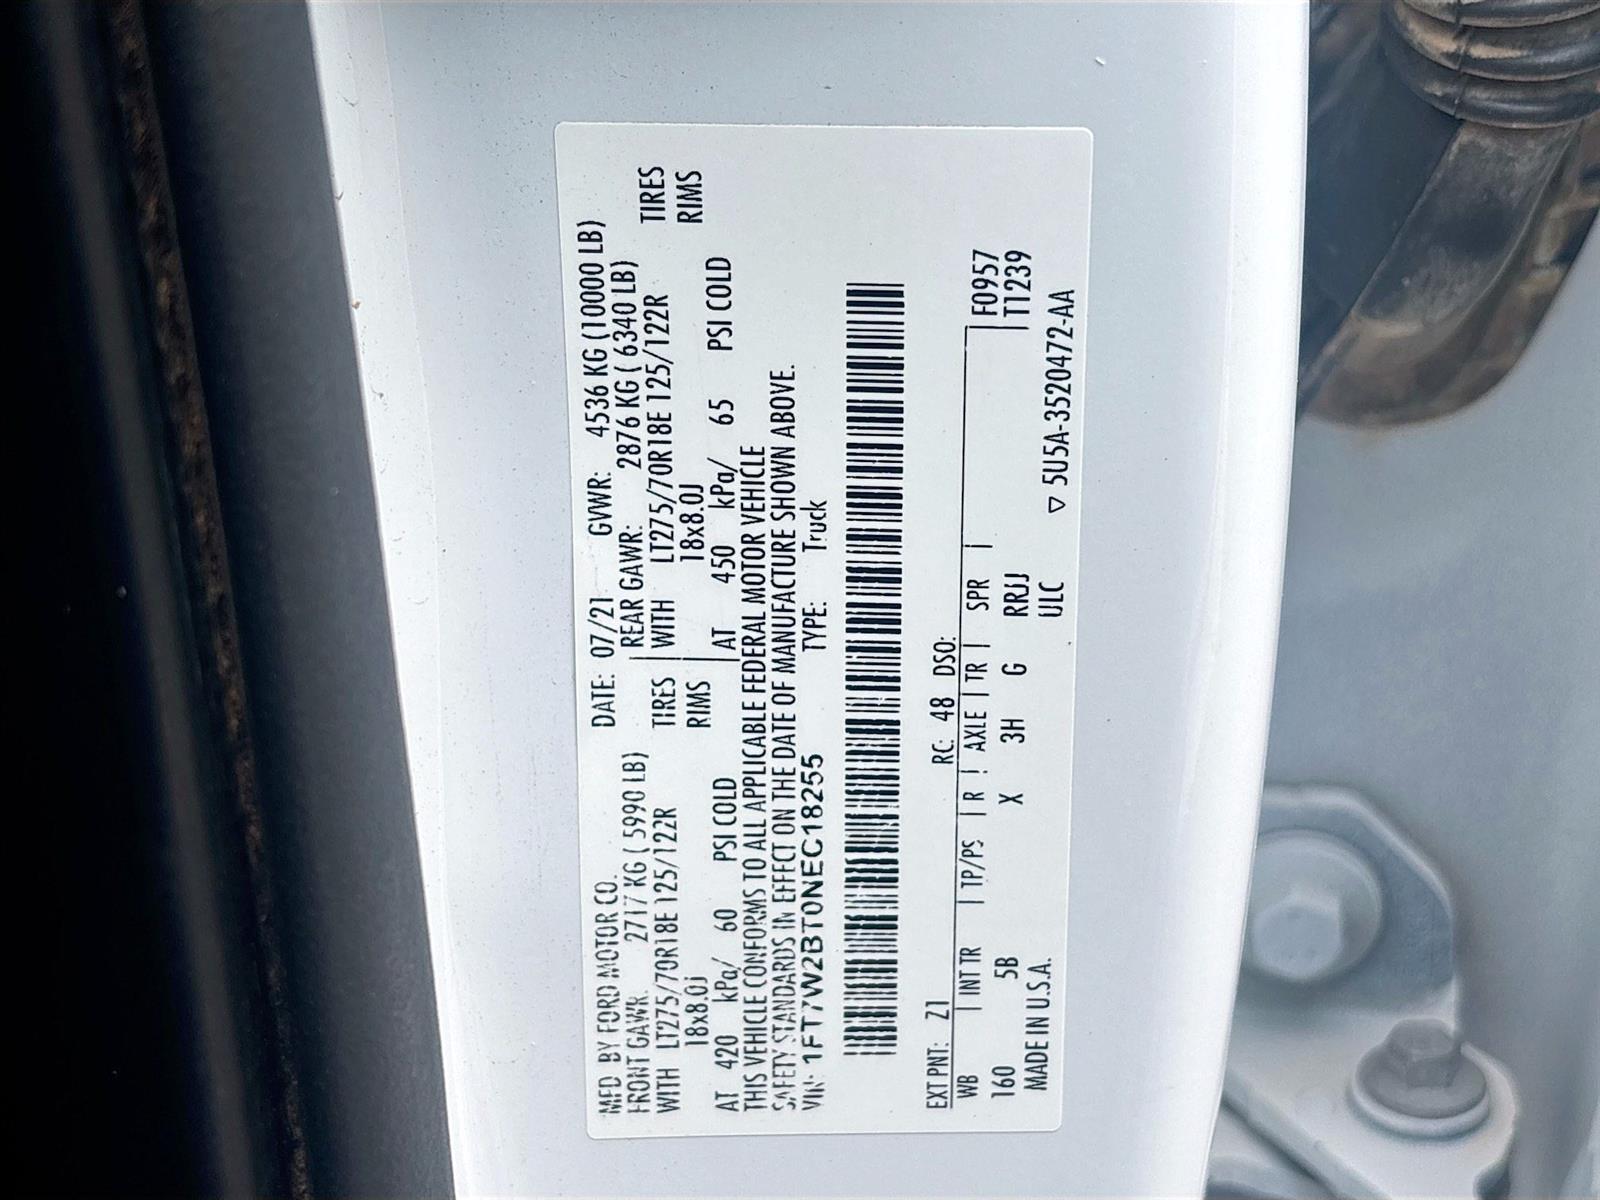 MFD BY FORD MOTOR CO. DATE: 07/21 GVWR: 4536 KG (10000 LB)
FRONT GAWR: 2717 KG ( 5990 LB) REAR GAWR: 2876 KG ( 6340 LB)
WITH LT275/70R18E 125/122R TIRES WITH LT275/70R18E 125/122R TIRES
18x8.0J RIMS 18x8.0J RIMS
AT 420 kPa/ 60 PSI COLD AT 450 kPa/ 65 PSI COLD
THIS VEHICLE CONFORMS TO ALL APPLICABLE FEDERAL MOTOR VEHICLE
SAFETY STANDARDS IN EFFECT ON THE DATE OF MANUFACTURE SHOWN ABOVE.
VIN: 1FT7W2BT0NEC18255 TYPE: Truck
EXT PNT: Z1 RC: 48 DSO:
WB INT TR TP/PS R AXLE TR SPR F0957
160 5B X 3H G RRJJ T1239
MADE IN U.S.A. ULC ▽ 5U5A-3520472-AA